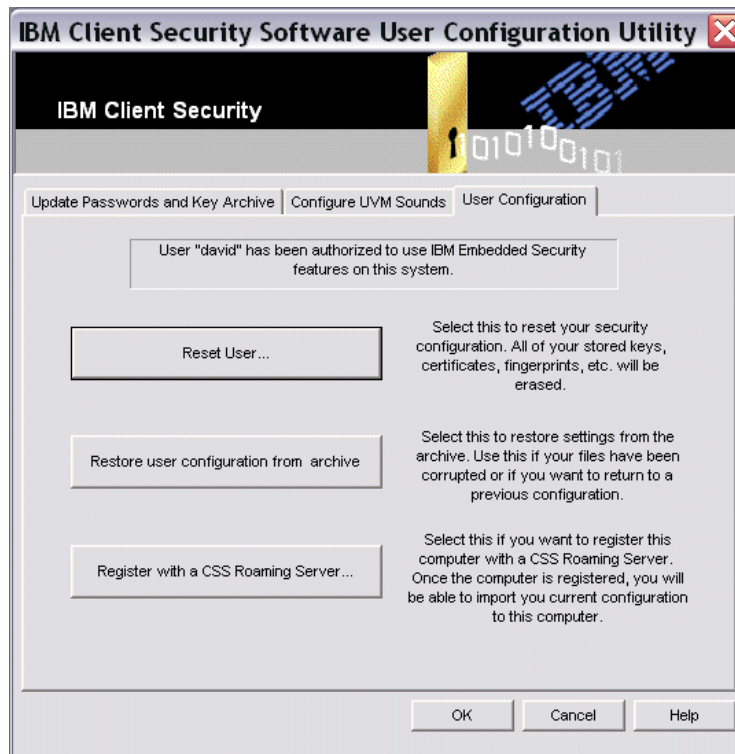 IBM Client Security Software User Configuration Utility
IBM
IBM Client Security
101010100101
Update Passwords and Key Archive
Configure UVM Sounds
User Configuration
User "david" has been authorized to use IBM Embedded Security
features on this system.
Reset User...
Select this to reset your security
configuration. All of your stored keys,
certificates, fingerprints, etc. will be
erased.
Restore user configuration from archive
Select this to restore settings from the
archive. Use this if your files have been
corrupted or if you want to return to a
previous configuration.
Register with a CSS Roaming Server...
Select this if you want to register this
computer with a CSS Roaming Server.
Once the computer is registered, you will
be able to import you current configuration
to this computer.
OK
Cancel
Help